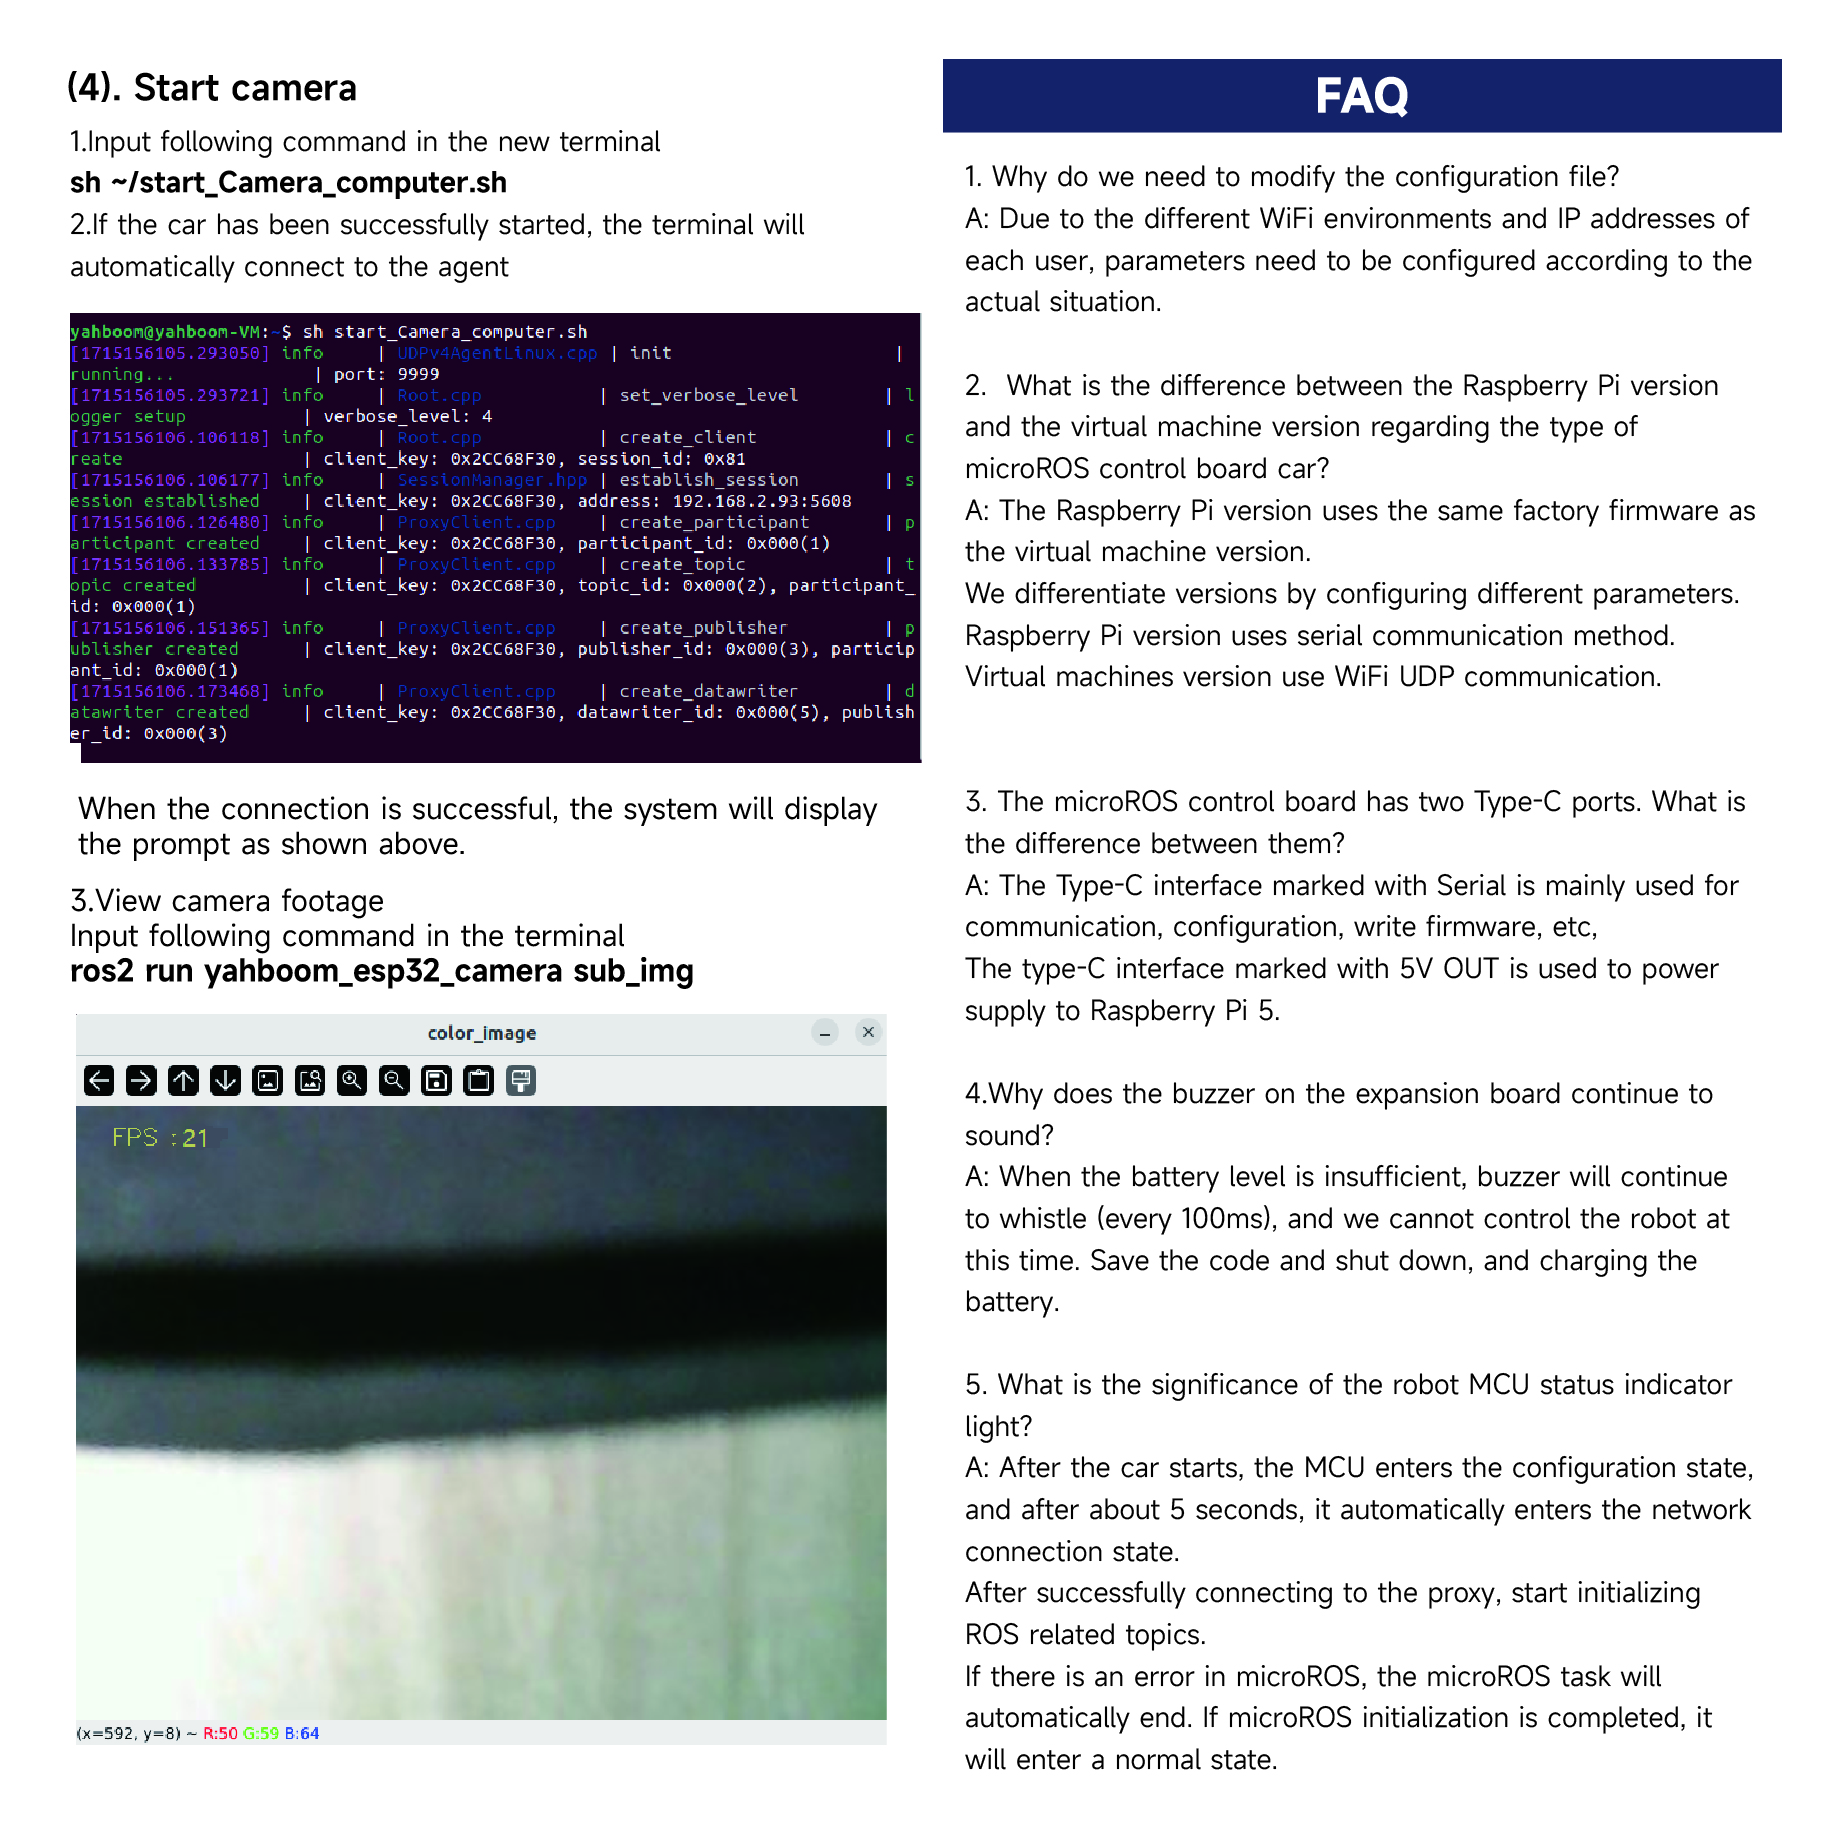 (4). Start camera
1.Input following command in the new terminal
sh ~/start_Camera_computer.sh
2.If the car has been successfully started, the terminal will
automatically connect to the agent
yahboom@yahboom-VM:~$ sh start_Camera_computer.sh
[1715156105.293050] info | UDPv4AgentLinux.cpp | init |
running... | port: 9999
[1715156105.293721] info | Root.cpp | set_verbose_level | l
ogger setup | verbose_level: 4
[1715156106.106118] info | Root.cpp | create_client | c
reate | client_key: 0x2CC68F30, session_id: 0x81
[1715156106.106177] info | SessionManager.hpp | establish_session | s
ession established | client_key: 0x2CC68F30, address: 192.168.2.93:5608
[1715156106.126480] info | ProxyClient.cpp | create_participant | p
articipant created | client_key: 0x2CC68F30, participant_id: 0x000(1)
[1715156106.133785] info | ProxyClient.cpp | create_topic | t
opic created | client_key: 0x2CC68F30, topic_id: 0x000(2), participant_
id: 0x000(1)
[1715156106.151365] info | ProxyClient.cpp | create_publisher | p
ublisher created | client_key: 0x2CC68F30, publisher_id: 0x000(3), particip
ant_id: 0x000(1)
[1715156106.173468] info | ProxyClient.cpp | create_datawriter | d
atawriter created | client_key: 0x2CC68F30, datawriter_id: 0x000(5), publish
er_id: 0x000(3)
When the connection is successful, the system will display
the prompt as shown above.
3.View camera footage
Input following command in the terminal
ros2 run yahboom_esp32_camera sub_img
color_image
FPS :21
(x=592, y=8) ~ R:50 G:59 B:64
FAQ
1. Why do we need to modify the configuration file?
A: Due to the different WiFi environments and IP addresses of
each user, parameters need to be configured according to the
actual situation.
2. What is the difference between the Raspberry Pi version
and the virtual machine version regarding the type of
microROS control board car?
A: The Raspberry Pi version uses the same factory firmware as
the virtual machine version.
We differentiate versions by configuring different parameters.
Raspberry Pi version uses serial communication method.
Virtual machines version use WiFi UDP communication.
3. The microROS control board has two Type-C ports. What is
the difference between them?
A: The Type-C interface marked with Serial is mainly used for
communication, configuration, write firmware, etc,
The type-C interface marked with 5V OUT is used to power
supply to Raspberry Pi 5.
4.Why does the buzzer on the expansion board continue to
sound?
A: When the battery level is insufficient, buzzer will continue
to whistle (every 100ms), and we cannot control the robot at
this time. Save the code and shut down, and charging the
battery.
5. What is the significance of the robot MCU status indicator
light?
A: After the car starts, the MCU enters the configuration state,
and after about 5 seconds, it automatically enters the network
connection state.
After successfully connecting to the proxy, start initializing
ROS related topics.
If there is an error in microROS, the microROS task will
automatically end. If microROS initialization is completed, it
will enter a normal state.